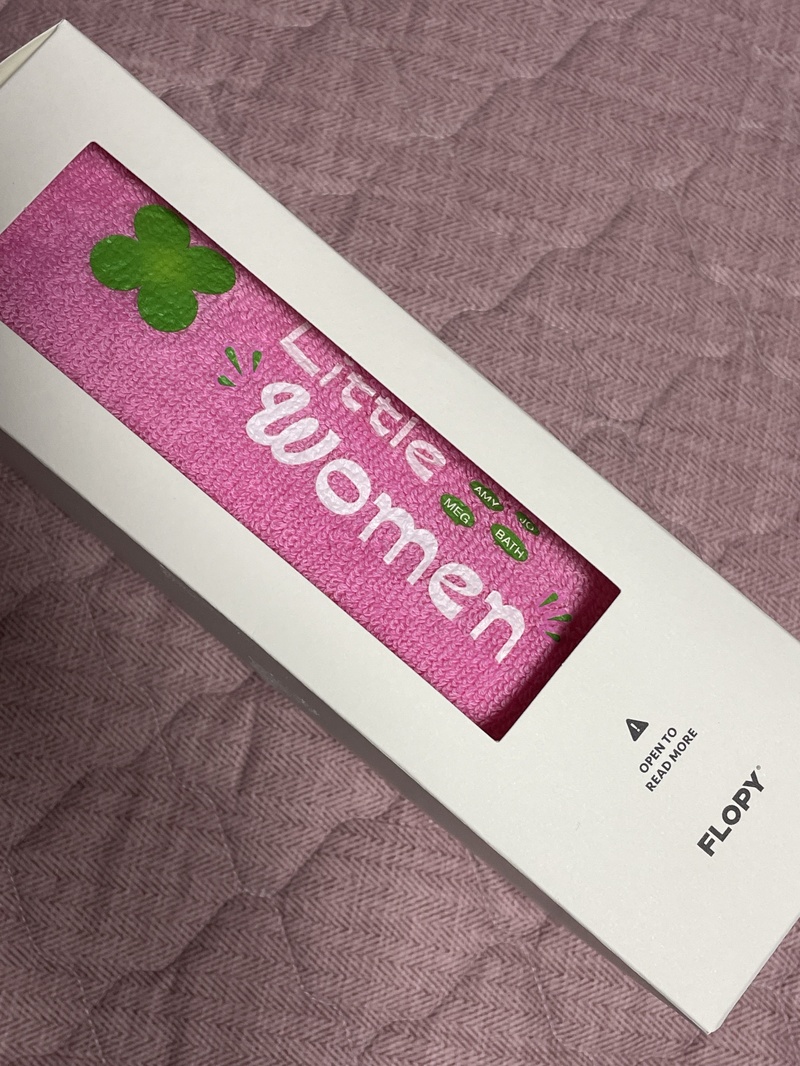 Little
Women
AMY
JO
MEG
BATH
OPEN TO
READ MORE
FLOPY®